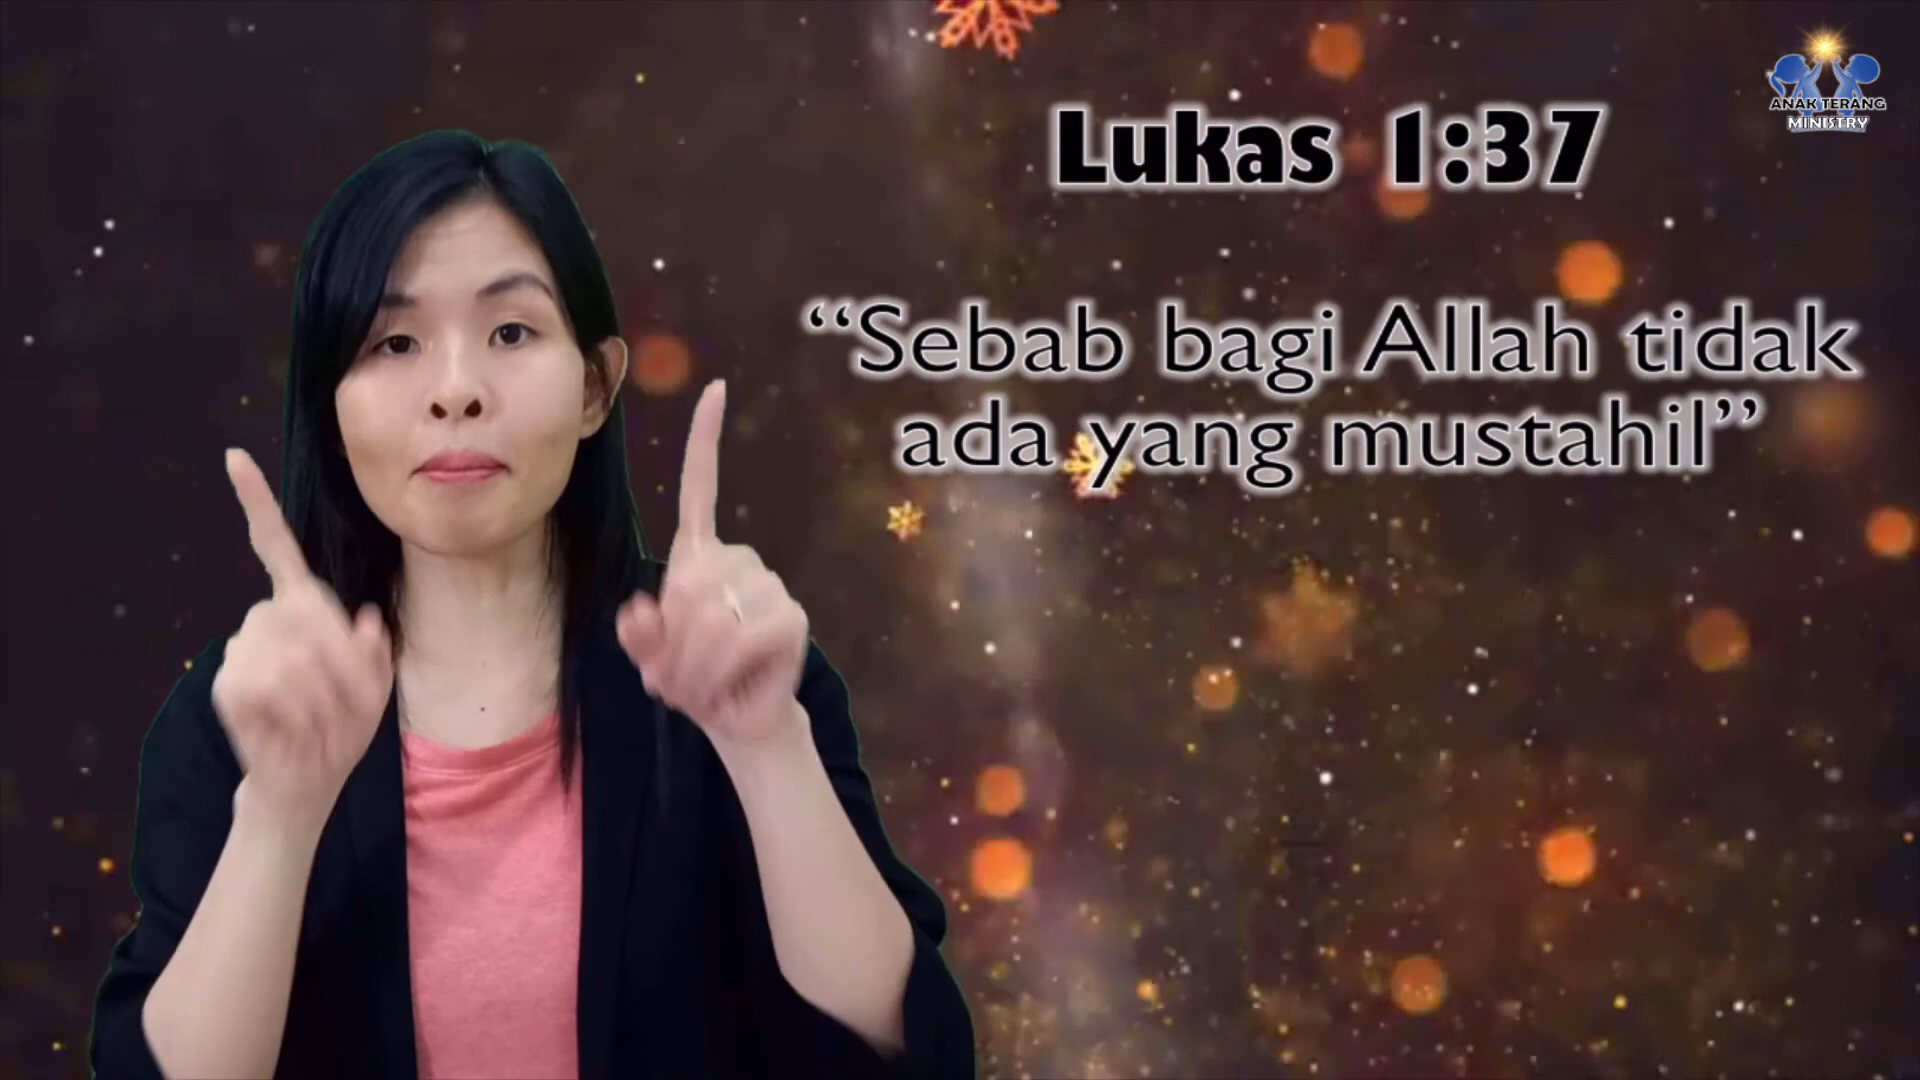 ANAK TERANG
MINISTRY
Lukas 1:37
“Sebab bagi Allah tidak
ada yang mustahil”